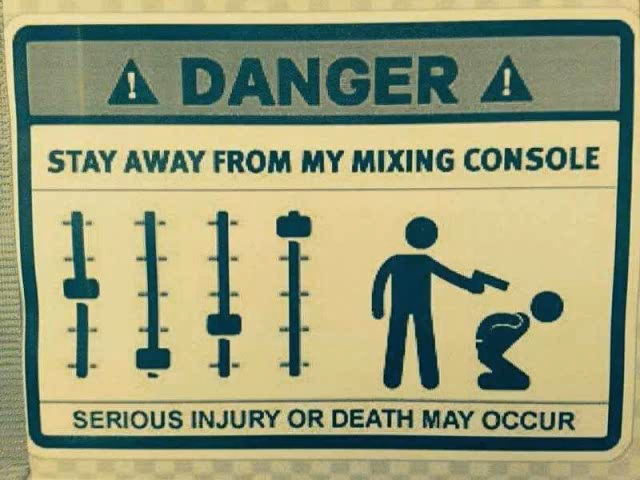 ! DANGER !
STAY AWAY FROM MY MIXING CONSOLE
SERIOUS INJURY OR DEATH MAY OCCUR